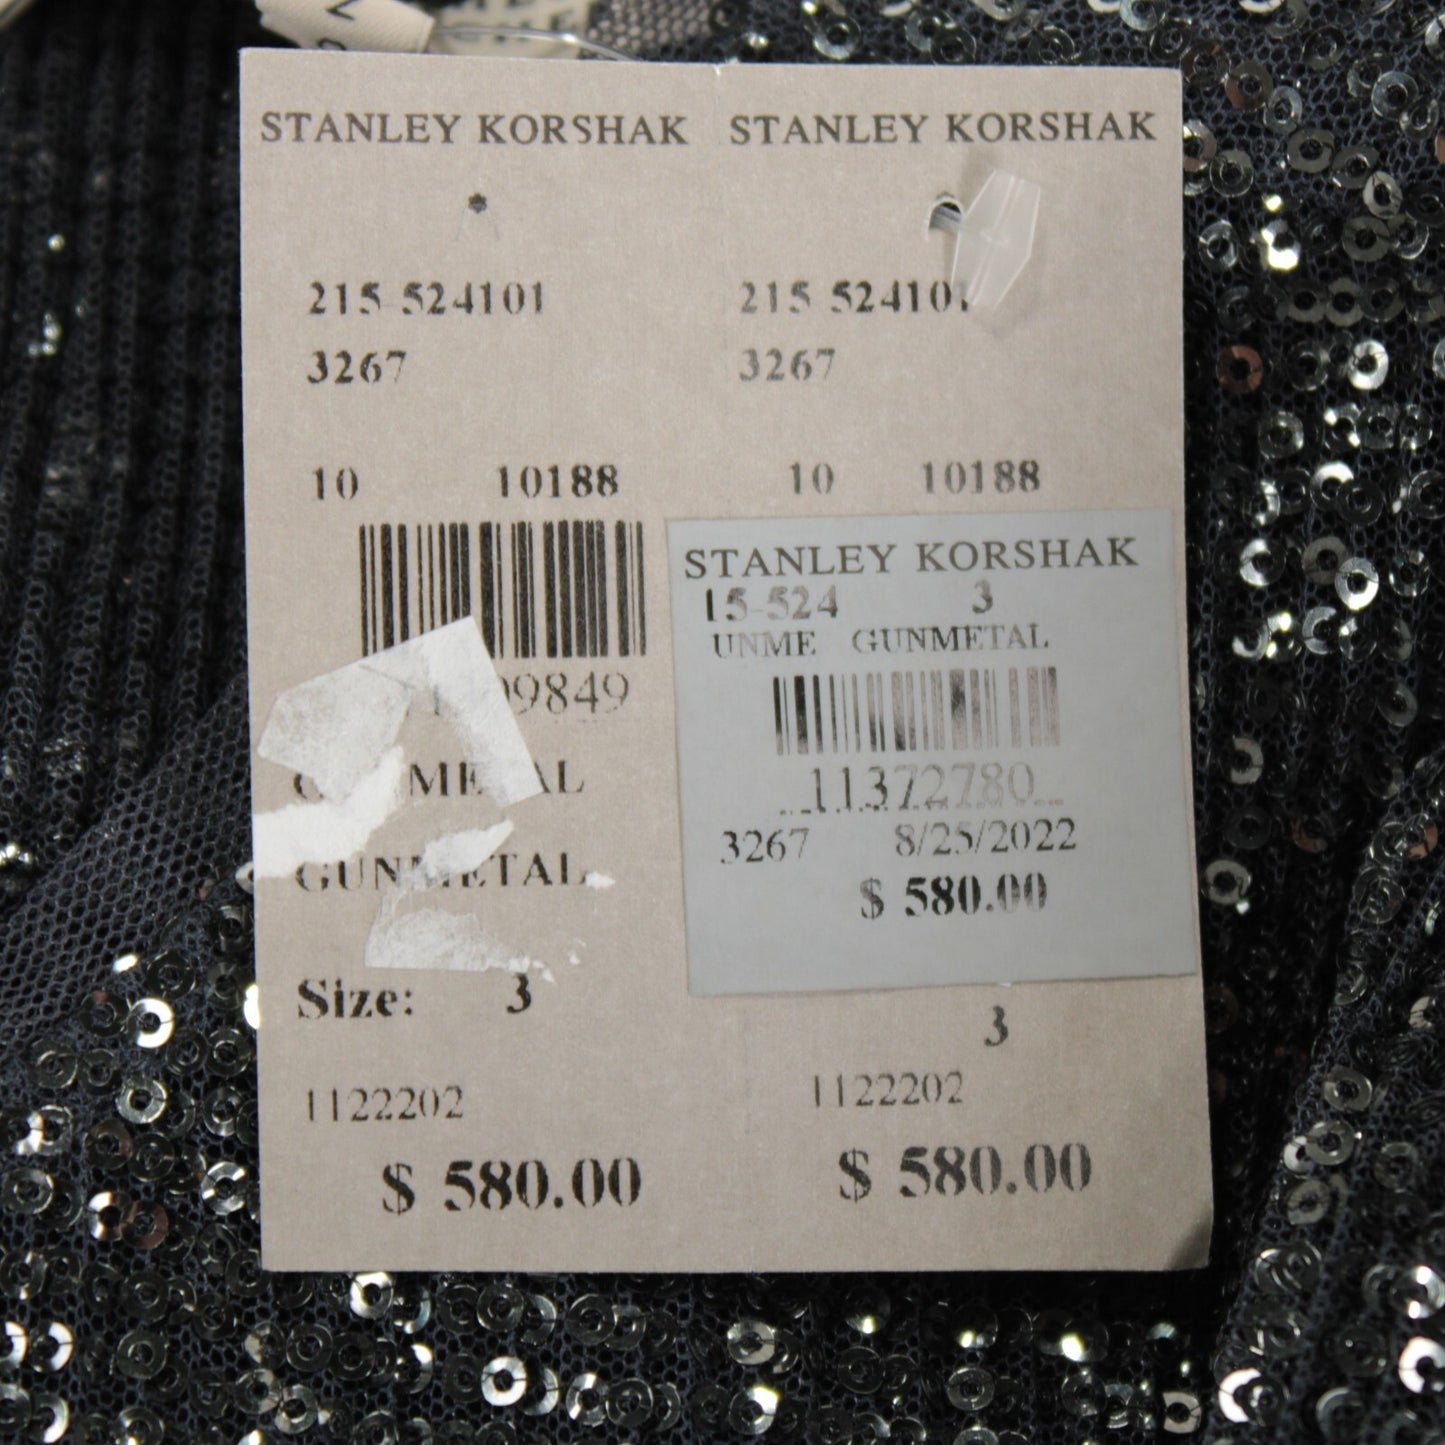 STANLEY KORSHAK STANLEY KORSHAK
215 524101 215 524101
3267 3267
10 10188 10 10188
STANLEY KORSHAK
15-524 3
UNME GUNMETAL
99849
11372780
3267 8/25/2022
GUNMETAL
$ 580.00
Size: 3
3
1122202 1122202
$ 580.00 $ 580.00